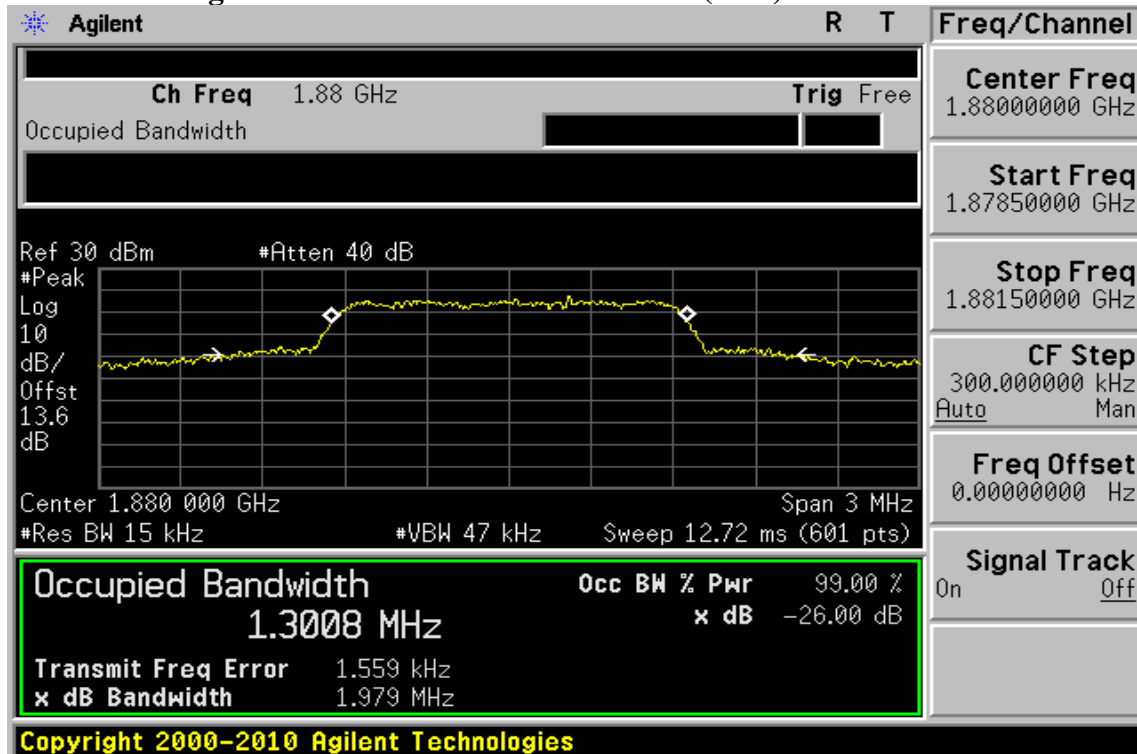 Agilent R T
Freq/Channel
Ch Freq 1.88 GHz Trig Free
Occupied Bandwidth
Center Freq
1.88000000 GHz
Start Freq
1.87850000 GHz
Stop Freq
1.88150000 GHz
CF Step
300.000000 kHz
Auto Man
Freq Offset
0.00000000 Hz
Signal Track
On Off
Ref 30 dBm #Atten 40 dB
#Peak
Log
10
dB/
Offst
13.6
dB
Center 1.880 000 GHz Span 3 MHz
#Res BW 15 kHz #VBW 47 kHz Sweep 12.72 ms (601 pts)
Occupied Bandwidth
1.3008 MHz
Occ BW % Pwr 99.00 %
x dB -26.00 dB
Transmit Freq Error 1.559 kHz
x dB Bandwidth 1.979 MHz
Copyright 2000-2010 Agilent Technologies